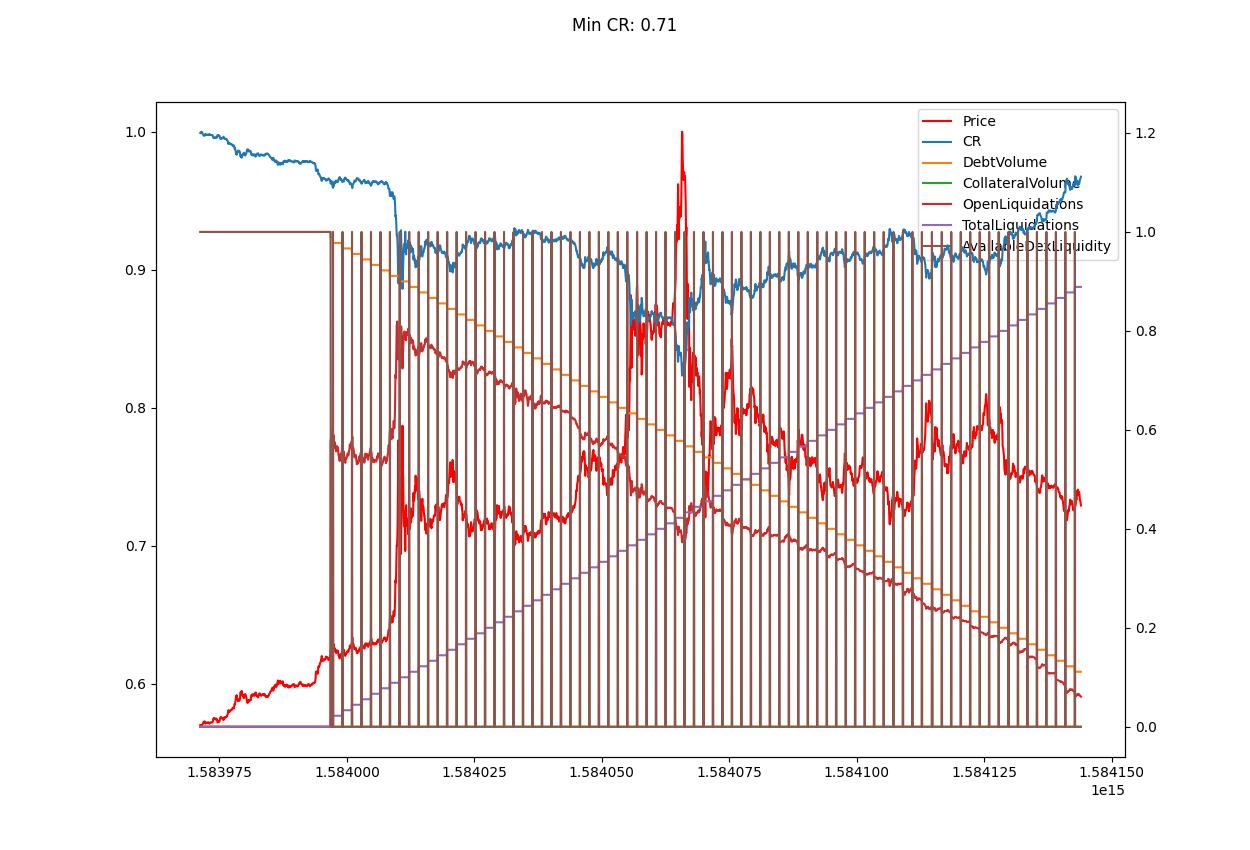 Min CR: 0.71
Price
CR
DebtVolume
CollateralVolume
OpenLiquidations
TotalLiquidations
AvailableDexLiquidity
1.0
0.9
0.8
0.7
0.6
1.2
1.0
0.8
0.6
0.4
0.2
0.0
1.583975 1.584000 1.584025 1.584050 1.584075 1.584100 1.584125 1.584150
1e15